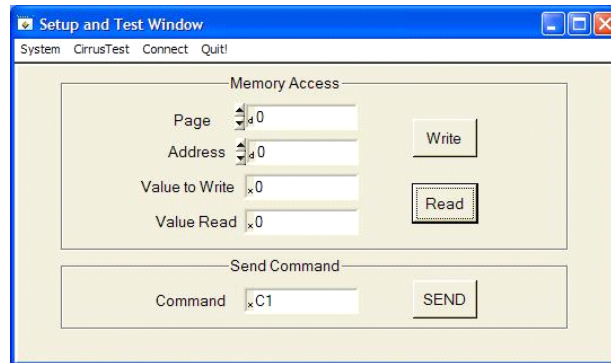 Setup and Test Window
System CirrusTest Connect Quit!
Memory Access
Page d 0
Write
Address d 0
Value to Write x 0
Read
Value Read x 0
Send Command
Command x C1 SEND